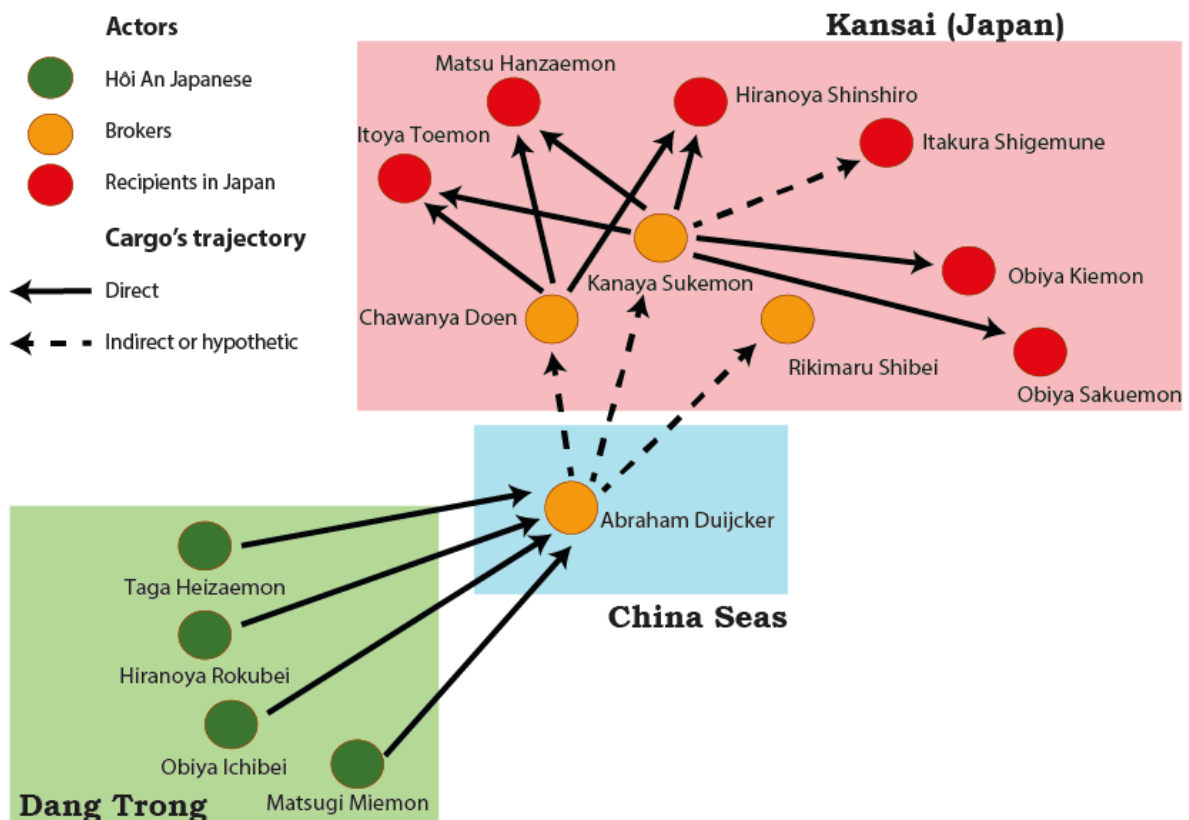 Actors
Hôi An Japanese
Brokers
Recipients in Japan
Cargo's trajectory
Direct
Indirect or hypothetic
Kansai (Japan)
Matsu Hanzaemon
Hiranoya Shinshiro
Itoya Toemon
Itakura Shigemune
Kanaya Sukemon
Obiya Kiemon
Chawanya Doen
Rikimaru Shibei
Obiya Sakuemon
Abraham Duijcker
China Seas
Taga Heizaemon
Hiranoya Rokubei
Obiya Ichibei
Matsugi Miemon
Dang Trong